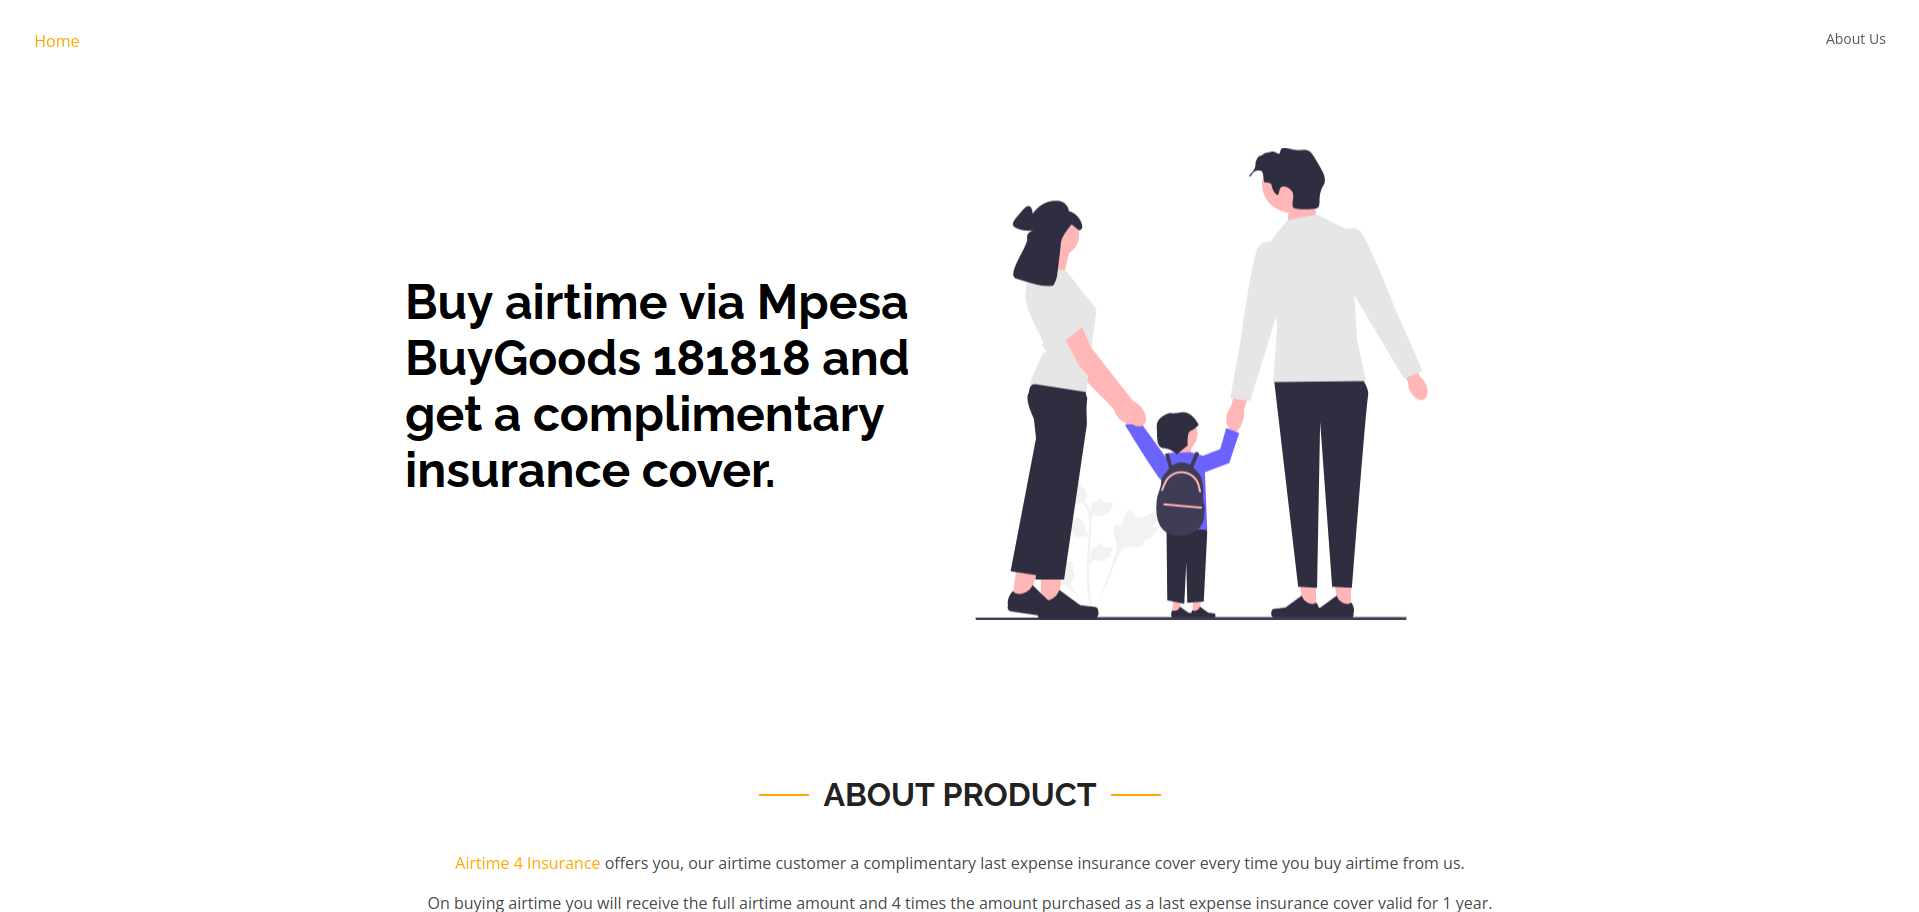 Home
About Us
Buy airtime via Mpesa
BuyGoods 181818 and
get a complimentary
insurance cover.
ABOUT PRODUCT
Airtime 4 Insurance offers you, our airtime customer a complimentary last expense insurance cover every time you buy airtime from us.
On buying airtime you will receive the full airtime amount and 4 times the amount purchased as a last expense insurance cover valid for 1 year.